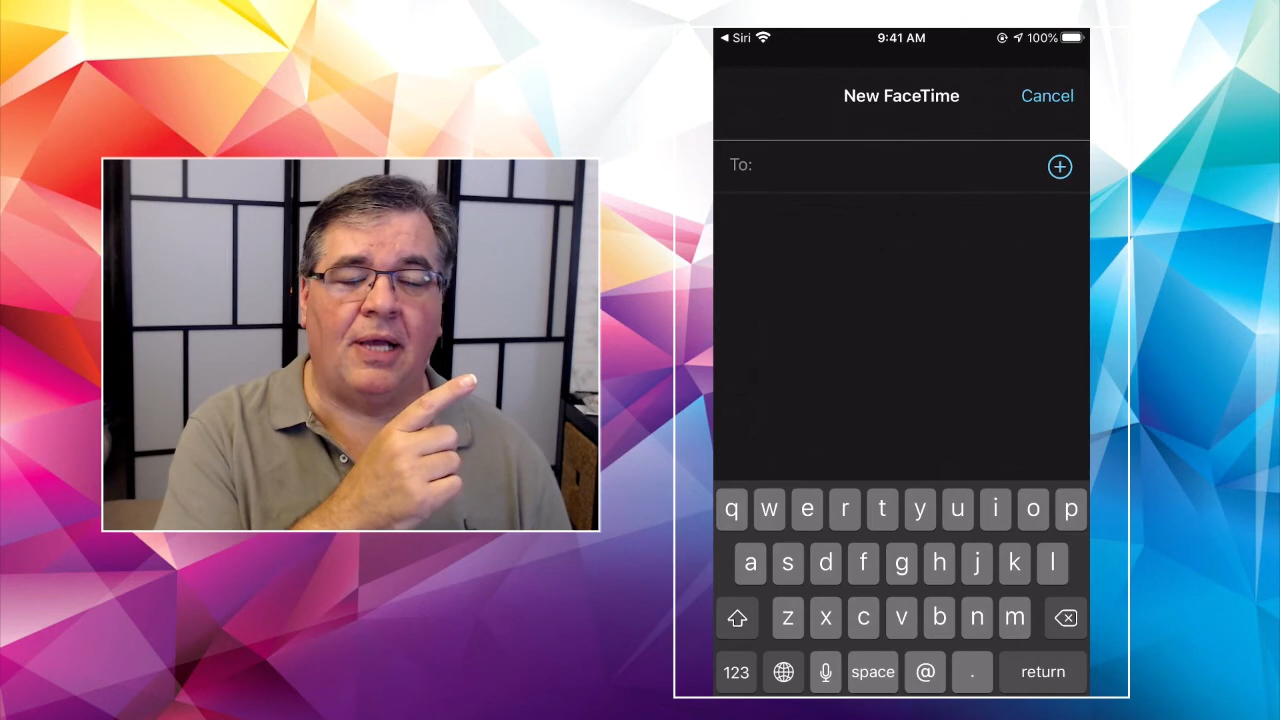 ◀ Siri 9:41 AM 100%
New FaceTime Cancel
To:
q w e r t y u i o p
a s d f g h j k l
z x c v b n m
123 space @ . return